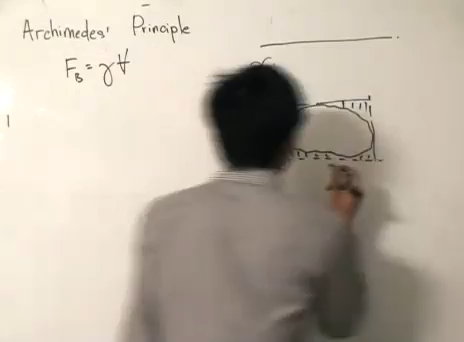 Archimedes' Principle
F_B = γ∀